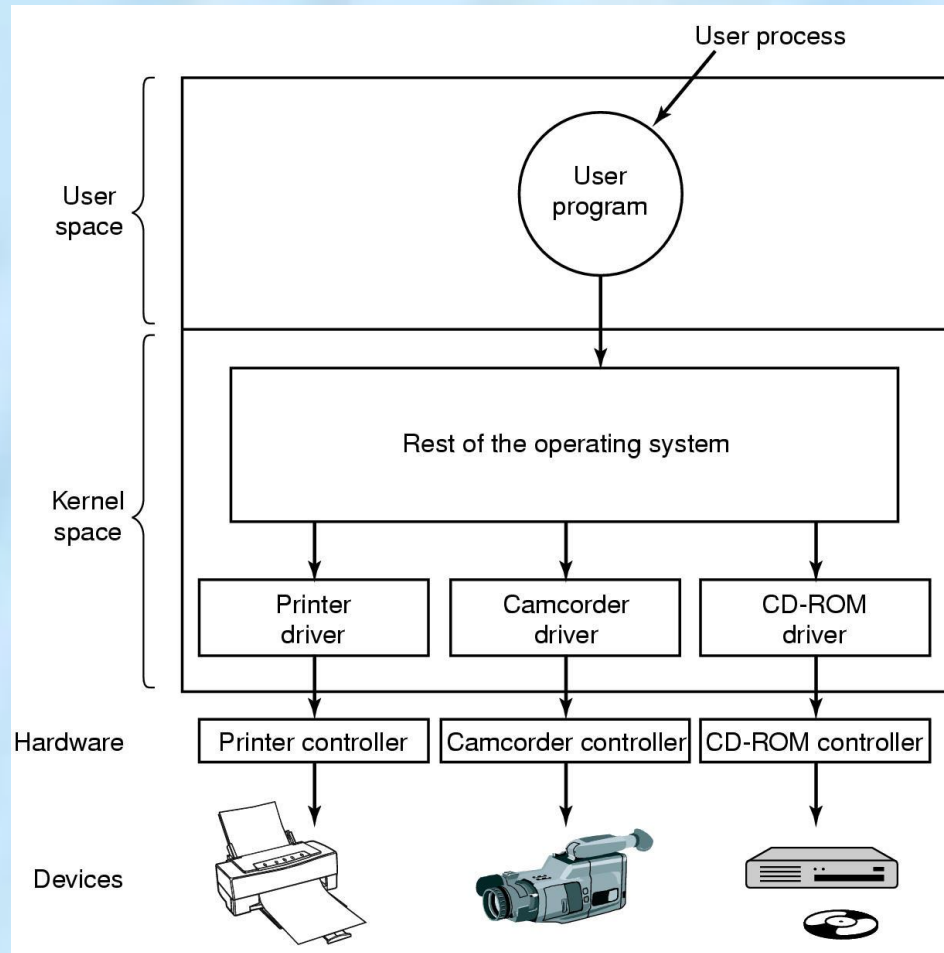 User process
User
program
User
space
Rest of the operating system
Kernel
space
Printer
driver
Camcorder
driver
CD-ROM
driver
Hardware
Printer controller
Camcorder controller
CD-ROM controller
Devices